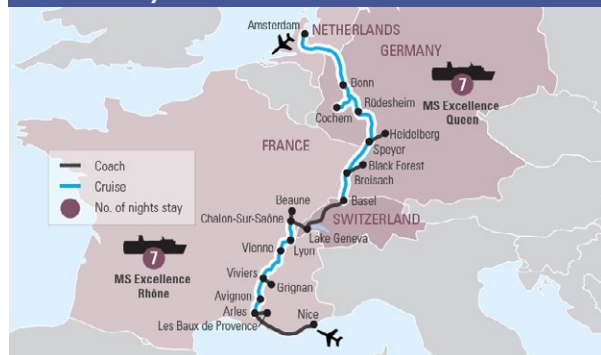 Amsterdam
NETHERLANDS
GERMANY
7
MS Excellence
Queen
Bonn
Cochem
Rüdesheim
Heidelberg
Speyer
FRANCE
Black Forest
Breisach
Coach
Cruise
No. of nights stay
Basel
Beaune
SWITZERLAND
Chalon-Sur-Saône
Lake Geneva
Vienne
Lyon
7
MS Excellence
Rhône
Viviers
Grignan
Avignon
Arles
Nice
Les Baux de Provence